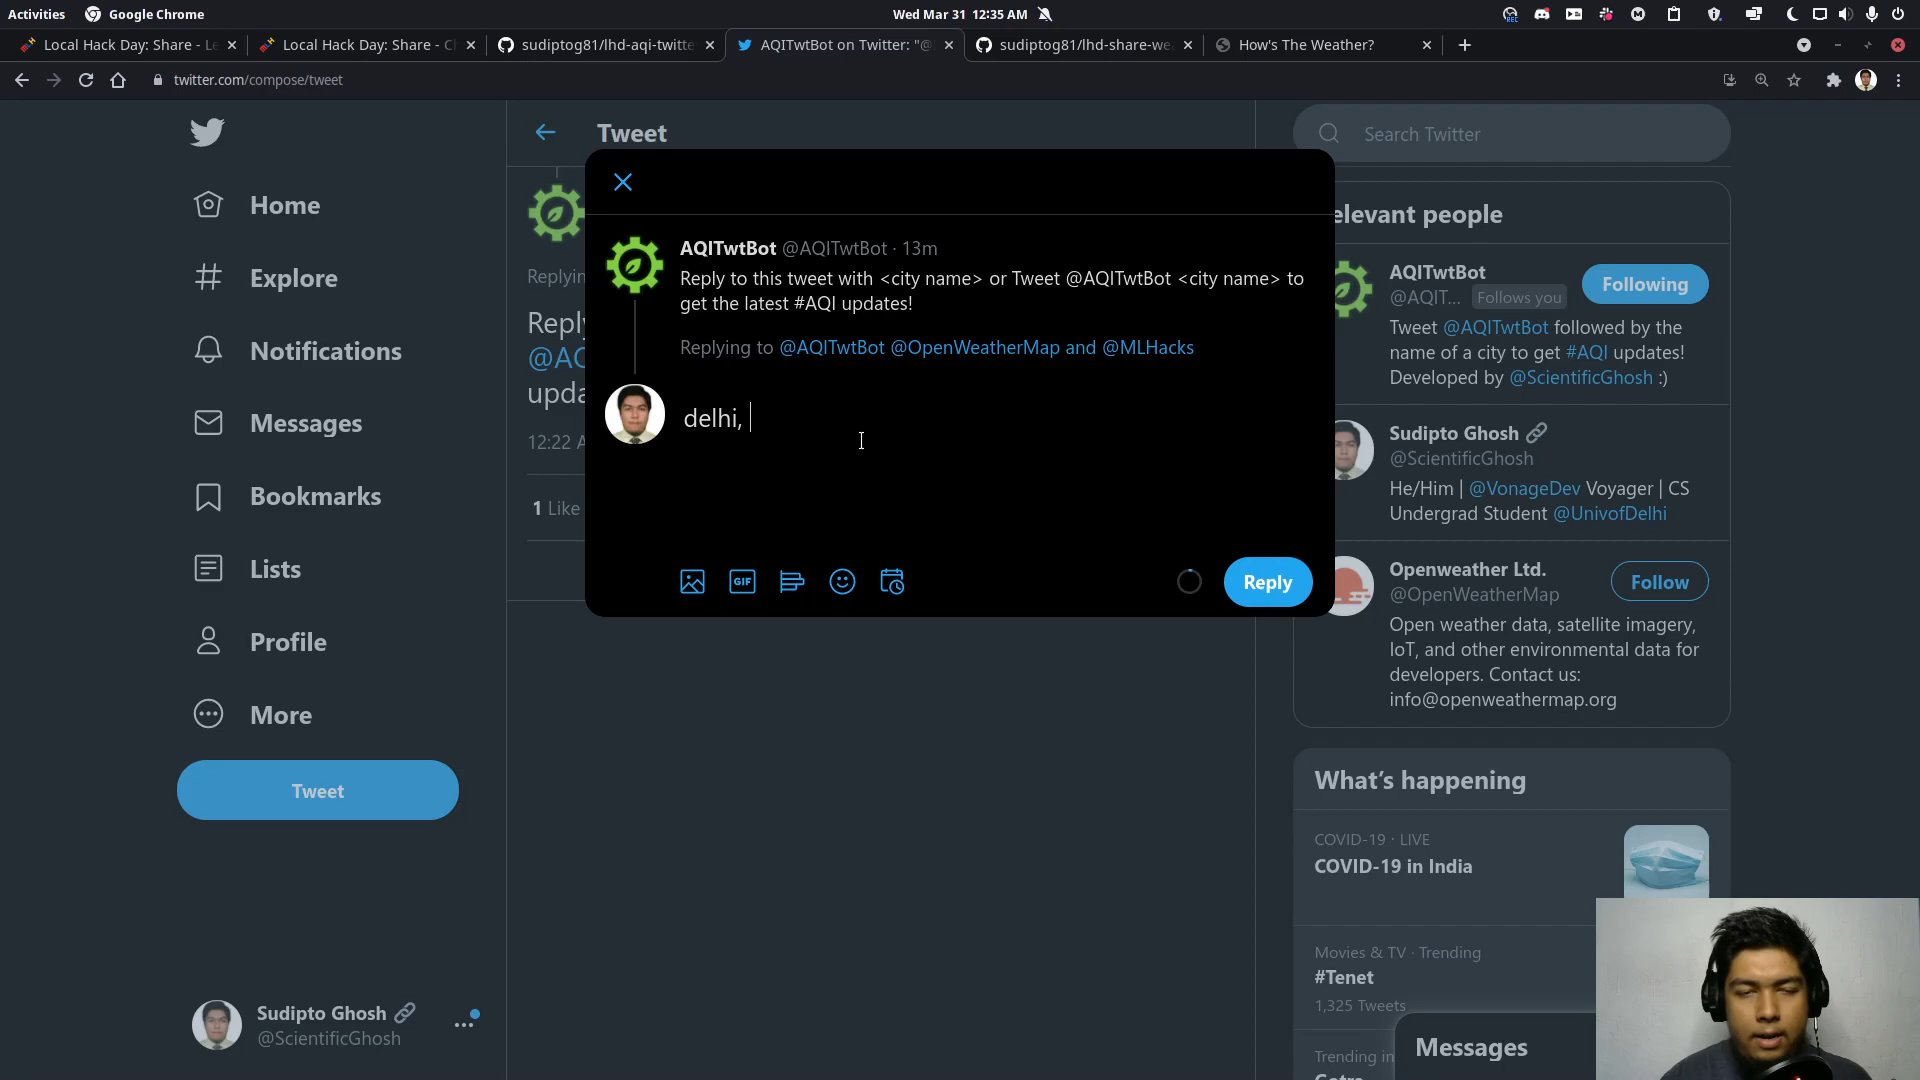 Activities
Google Chrome
Wed Mar 31 12:35 AM
REC
Local Hack Day: Share - Le
Local Hack Day: Share - C
sudiptog81/lhd-aqi-twitte
AQITwtBot on Twitter: "@
sudiptog81/lhd-share-wea
How's The Weather?
twitter.com/compose/tweet
Home
Explore
Notifications
Messages
Bookmarks
Lists
Profile
More
Tweet
Sudipto Ghosh
@ScientificGhosh
Tweet
Replying
Reply
@AQ
upda
12:22 A
1 Like
AQITwtBot @AQITwtBot · 13m
Reply to this tweet with <city name> or Tweet @AQITwtBot <city name> to
get the latest #AQI updates!
Replying to @AQITwtBot @OpenWeatherMap and @MLHacks
delhi,
GIF
Reply
Search Twitter
elevant people
AQITwtBot
@AQIT... Follows you
Following
Tweet @AQITwtBot followed by the
name of a city to get #AQI updates!
Developed by @ScientificGhosh :)
Sudipto Ghosh
@ScientificGhosh
He/Him | @VonageDev Voyager | CS
Undergrad Student @UnivofDelhi
Openweather Ltd.
@OpenWeatherMap
Follow
Open weather data, satellite imagery,
IoT, and other environmental data for
developers. Contact us:
info@openweathermap.org
What's happening
COVID-19 · LIVE
COVID-19 in India
Movies & TV · Trending
#Tenet
1,325 Tweets
Trending in
Messages